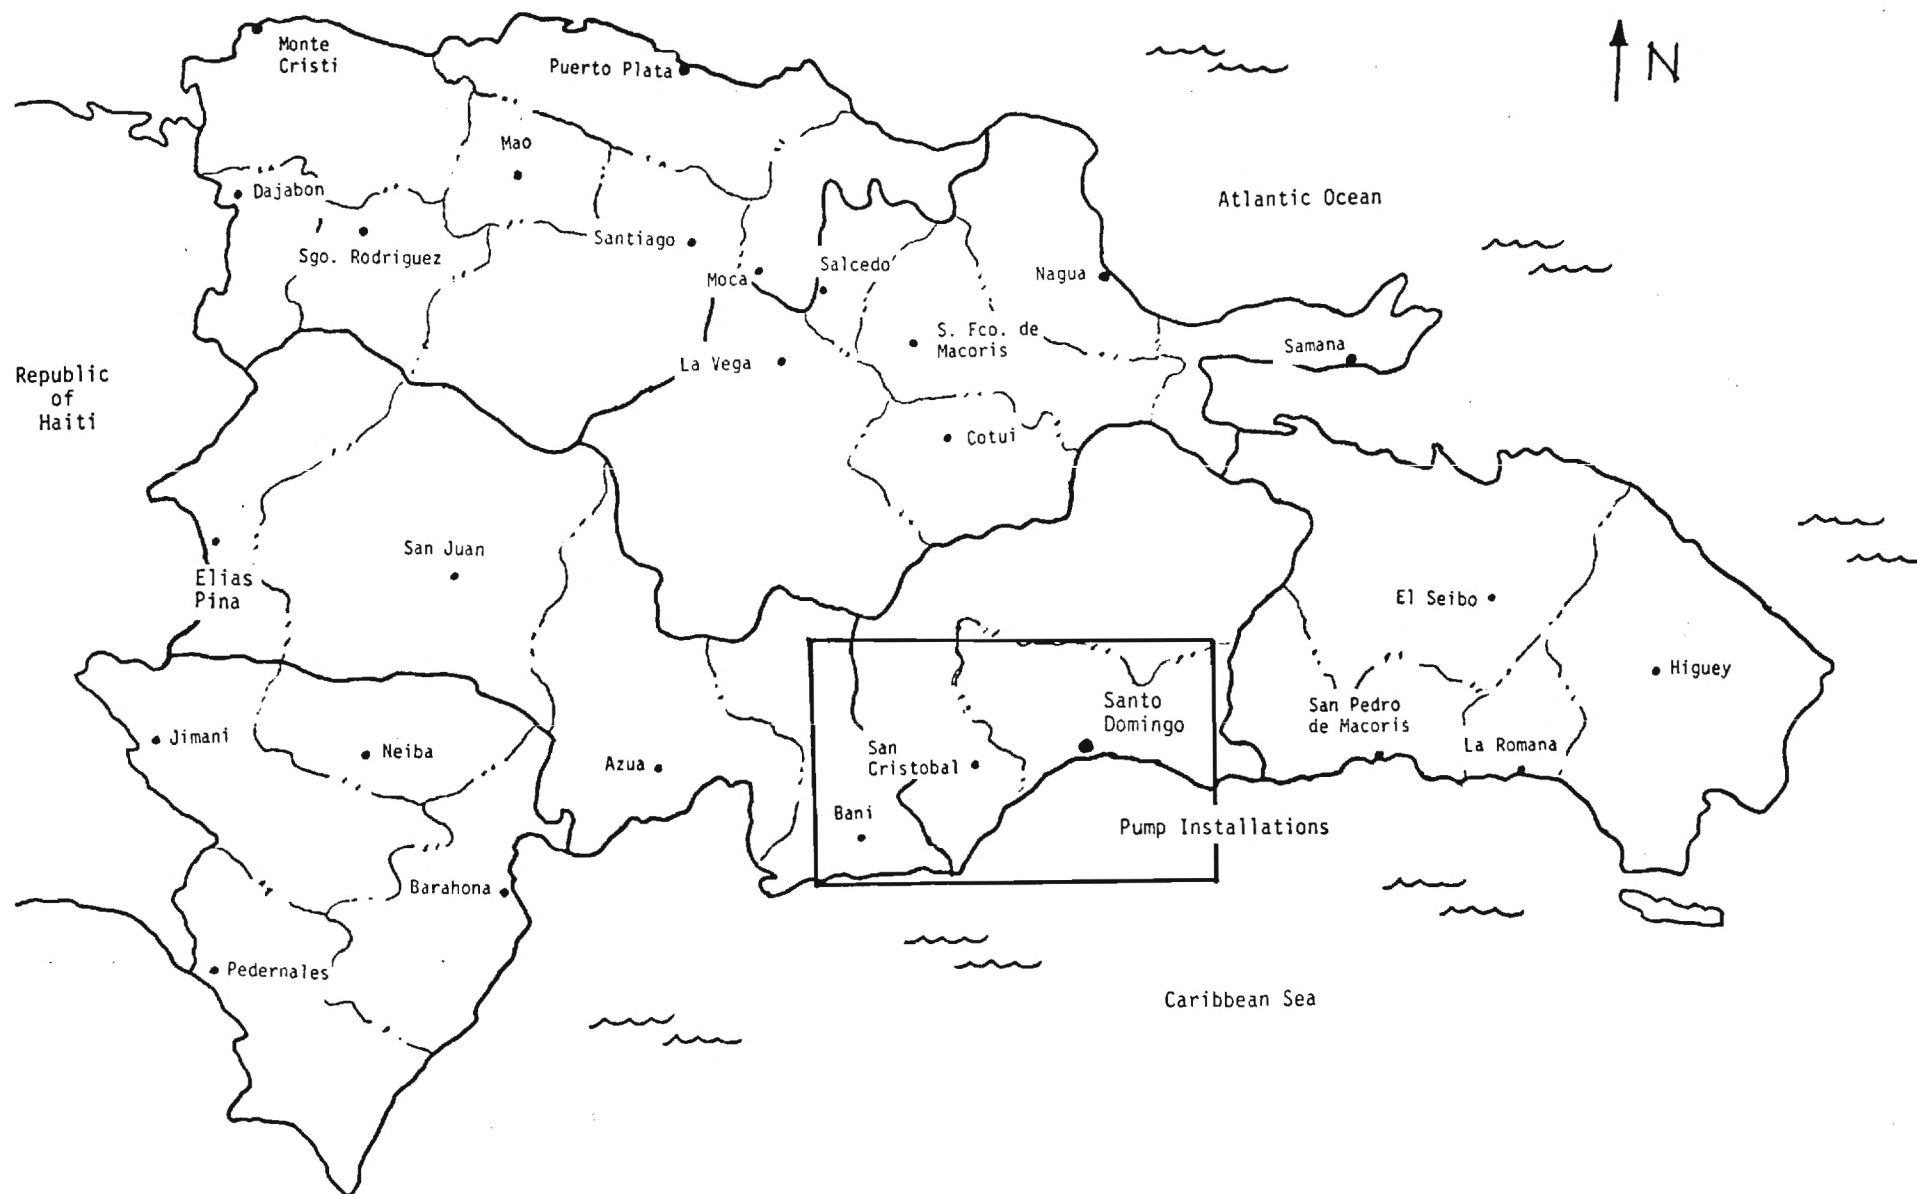 N
Monte
Cristi
Puerto Plata
Mao
Dajabon
Atlantic Ocean
Sgo. Rodriguez
Santiago
Moca
Salcedo
Nagua
S. Fco. de
Macoris
Samana
La Vega
Republic
of
Haiti
Cotui
San Juan
Elias
Pina
El Seibo
Higuey
Santo
Domingo
San Pedro
de Macoris
Jimani
Neiba
Azua
San
Cristobal
La Romana
Bani
Pump Installations
Barahona
Pedernales
Caribbean Sea